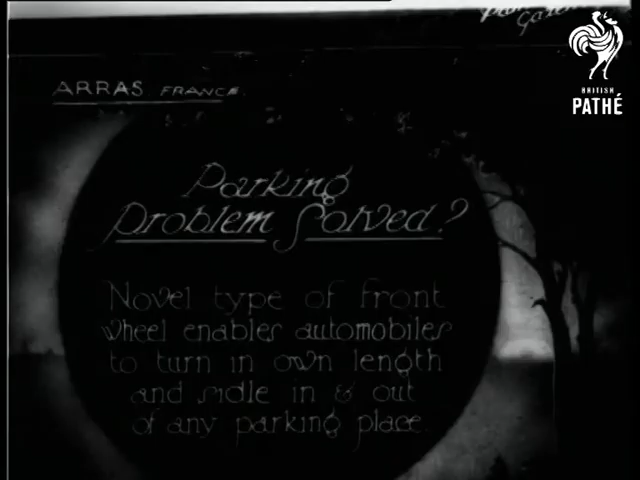 BRITISH
PATHÉ
ARRAS, FRANCE.
Parking
Problem Solved?
Novel type of front
wheel enables automobiles
to turn in own length
and sidle in & out
of any parking place.